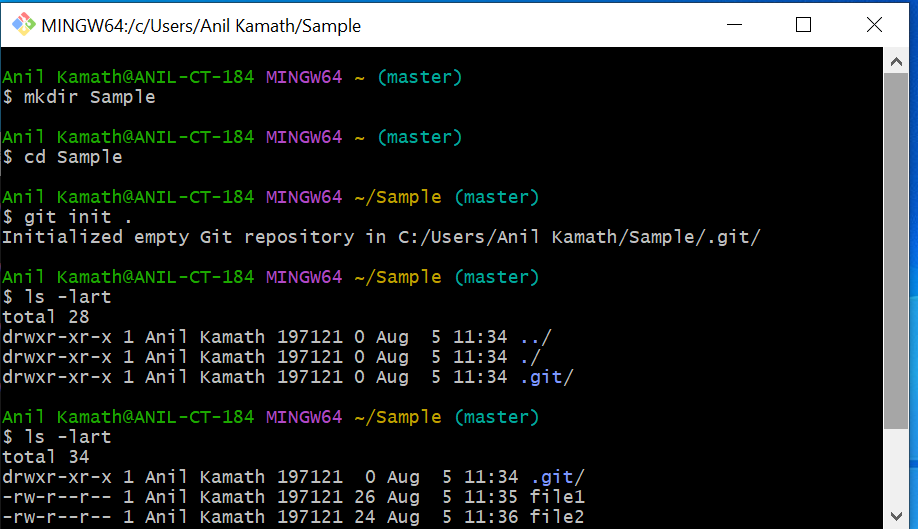 MINGW64:/c/Users/Anil Kamath/Sample
Anil Kamath@ANIL-CT-184 MINGW64 ~ (master)
$ mkdir Sample
Anil Kamath@ANIL-CT-184 MINGW64 ~ (master)
$ cd Sample
Anil Kamath@ANIL-CT-184 MINGW64 ~/Sample (master)
$ git init .
Initialized empty Git repository in C:/Users/Anil Kamath/Sample/.git/
Anil Kamath@ANIL-CT-184 MINGW64 ~/Sample (master)
$ ls -lart
total 28
drwxr-xr-x 1 Anil Kamath 197121 0 Aug  5 11:34 ../
drwxr-xr-x 1 Anil Kamath 197121 0 Aug  5 11:34 ./
drwxr-xr-x 1 Anil Kamath 197121 0 Aug  5 11:34 .git/
Anil Kamath@ANIL-CT-184 MINGW64 ~/Sample (master)
$ ls -lart
total 34
drwxr-xr-x 1 Anil Kamath 197121  0 Aug  5 11:34 .git/
-rw-r--r-- 1 Anil Kamath 197121 26 Aug  5 11:35 file1
-rw-r--r-- 1 Anil Kamath 197121 24 Aug  5 11:36 file2